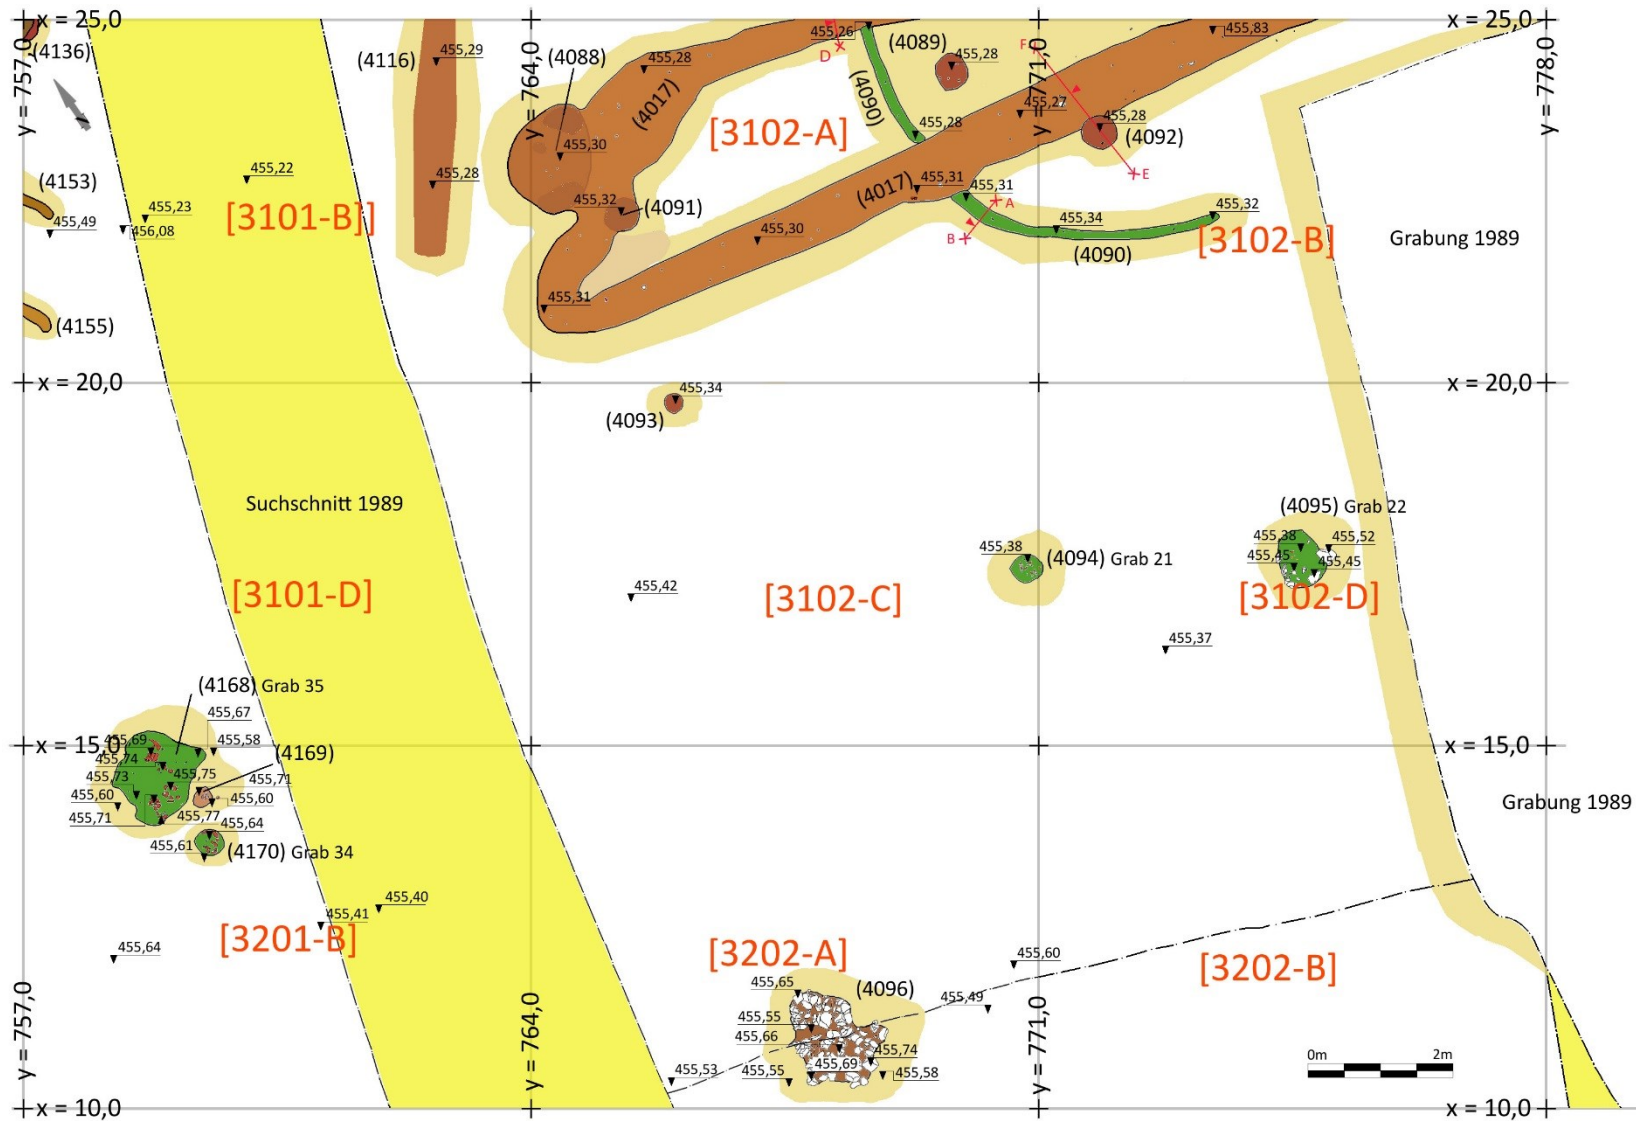 x = 25,0
x = 25,0
y = 757,0
y = 764,0
y = 771,0
y = 778,0
(4136)
(4116)
455,29
(4088)
455,28
(4017)
455,26
D
(4089)
455,28
(4090)
F
455,83
455,27
455,28
(4092)
E
[3102-A]
455,28
455,22
(4153)
455,49
455,23
456,08
[3101-B]]
455,28
455,30
455,32
(4091)
(4017)
455,31
455,31
A
B
455,30
455,34
455,32
(4090)
[3102-B]
Grabung 1989
(4155)
455,31
x = 20,0
x = 20,0
455,34
(4093)
Suchschnitt 1989
(4095) Grab 22
455,38
455,52
455,45
455,45
455,38
(4094) Grab 21
[3101-D]
455,42
[3102-C]
[3102-D]
455,37
(4168) Grab 35
455,67
x = 15,0
x = 15,0
455,69
455,58
455,74
(4169)
455,73
455,75
455,71
455,60
455,60
455,71
455,77
455,64
455,61
(4170) Grab 34
Grabung 1989
455,40
455,41
[3201-B]
455,64
[3202-A]
455,60
[3202-B]
455,65
(4096)
455,49
455,55
455,66
455,74
455,53
455,55
455,69
455,58
y = 757,0
y = 764,0
y = 771,0
0m
2m
x = 10,0
x = 10,0